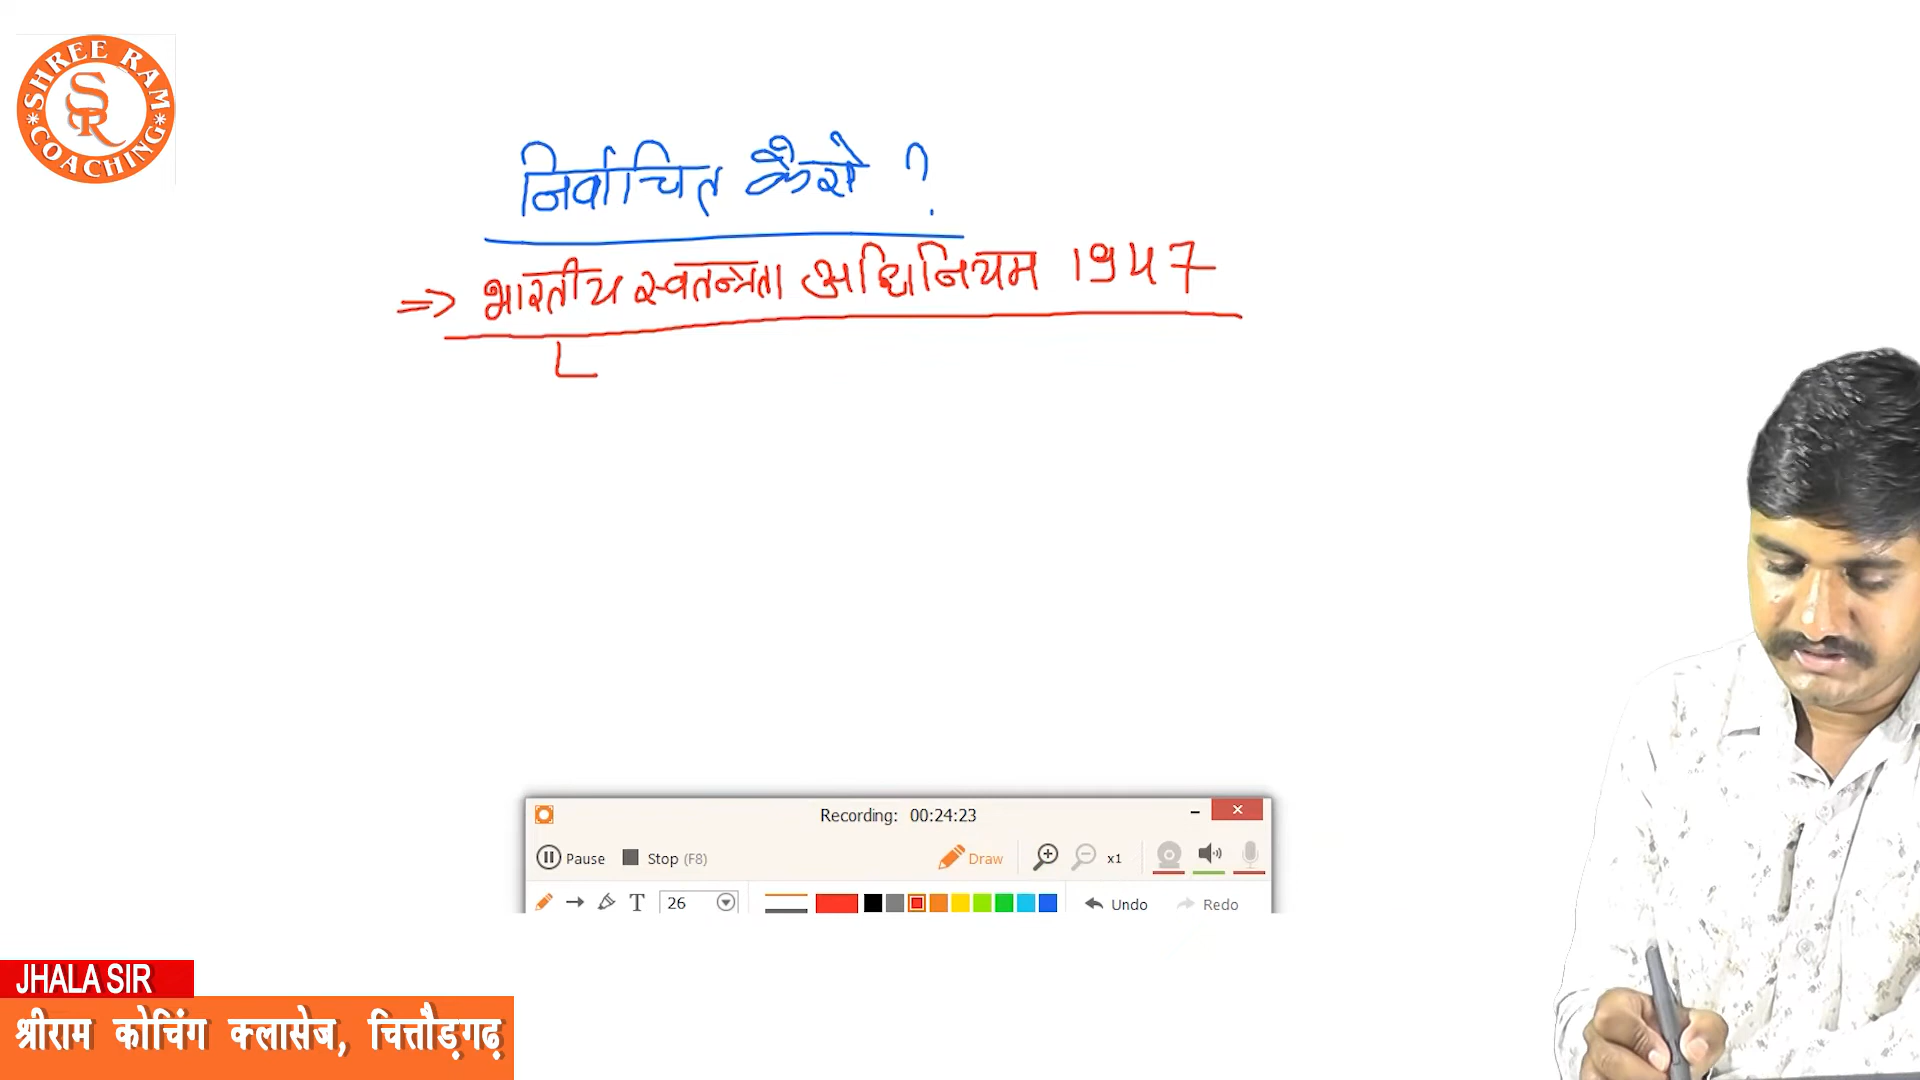 SHREE RAM
SR
COACHING
निर्वाचित कैसे ?
=> भारतीय स्वतन्त्रता अधिनियम 1947
Recording: 00:24:23
Pause Stop (F8) Draw x1
T 26 Undo Redo
JHALA SIR
श्रीराम कोचिंग क्लासेज, चित्तौड़गढ़